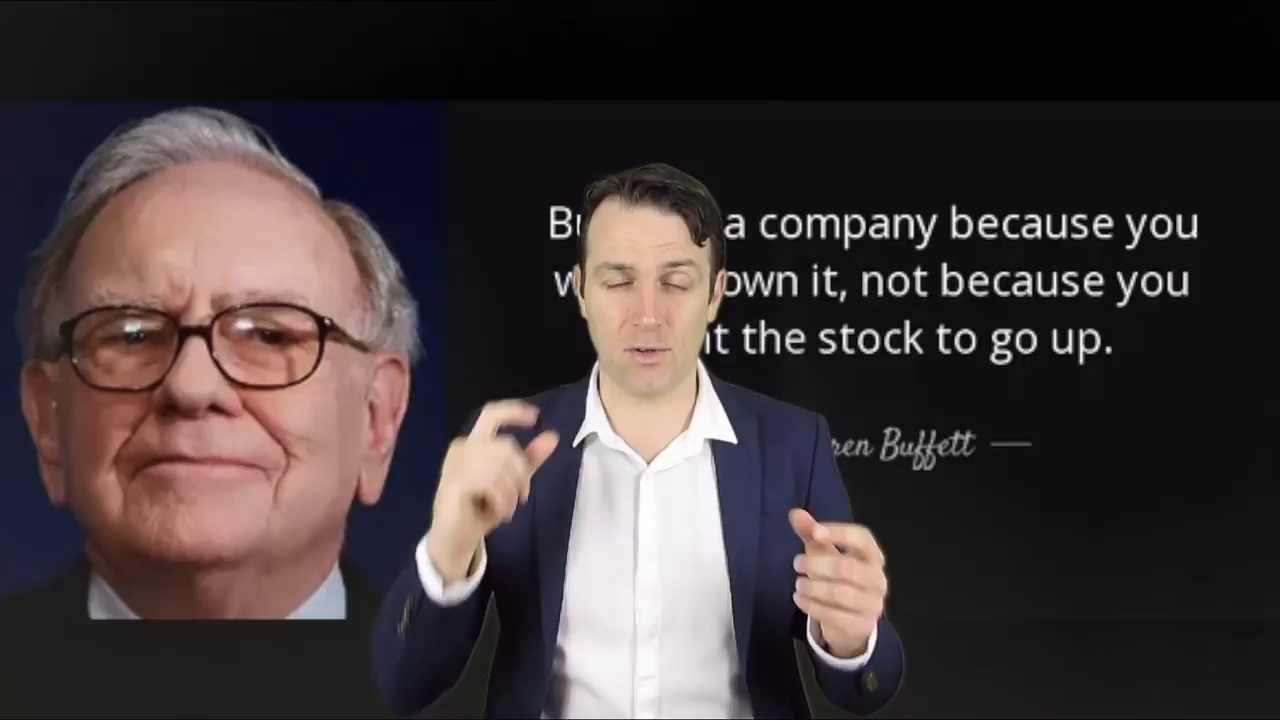 a company because you
own it, not because you
the stock to go up.
Buffett